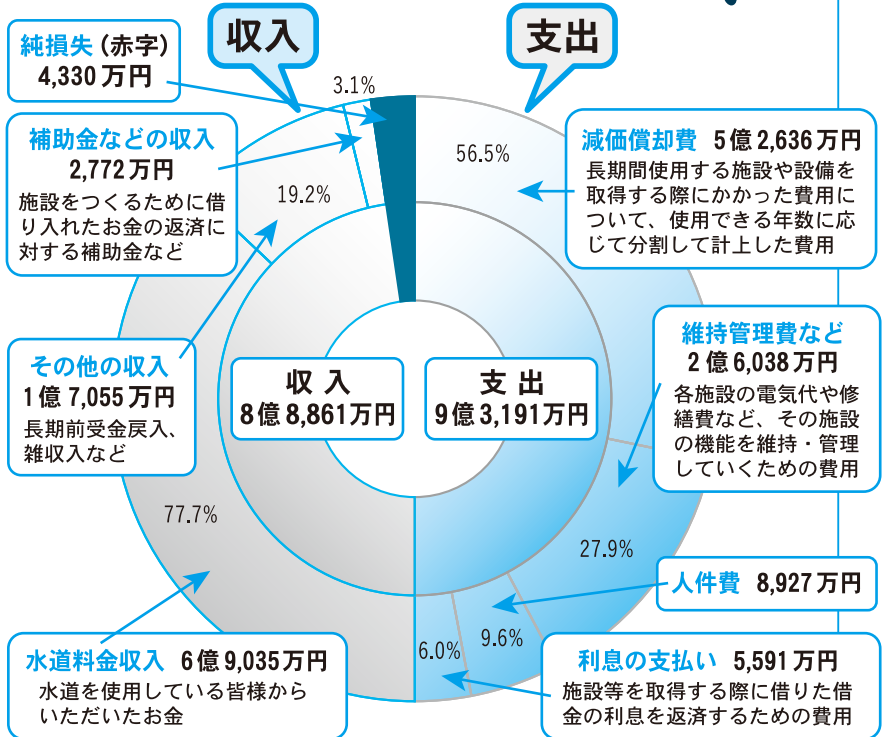 収入
支出
純損失 (赤字)
4,330万円
3.1%
補助金などの収入
2,772万円
施設をつくるために借
り入れたお金の返済に
対する補助金など
19.2%
その他の収入
1億7,055万円
長期前受金戻入、
雑収入など
77.7%
水道料金収入 6億9,035万円
水道を使用している皆様から
いただいたお金
収入
8億8,861万円
支出
9億3,191万円
56.5%
減価償却費 5億2,636万円
長期間使用する施設や設備を
取得する際にかかった費用に
ついて、使用できる年数に応
じて分割して計上した費用
維持管理費など
2億6,038万円
各施設の電気代や修
繕費など、その施設
の機能を維持・管理
していくための費用
27.9%
人件費 8,927万円
9.6%
6.0%
利息の支払い 5,591万円
施設等を取得する際に借りた借
金の利息を返済するための費用